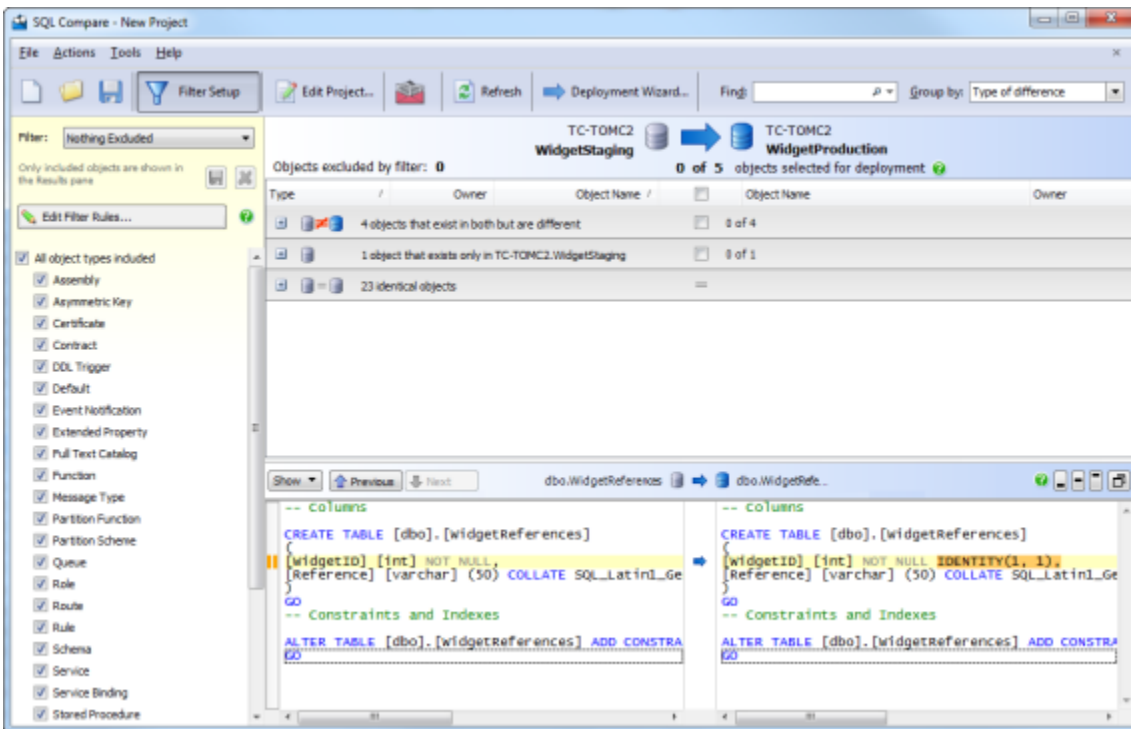 SQL Compare - New Project
File Actions Tools Help
Filter Setup Edit Project... Refresh Deployment Wizard... Find: Group by: Type of difference
Filter: Nothing Excluded
Only included objects are shown in
the Results pane
Edit Filter Rules...
All object types included
Assembly
Asymmetric Key
Certificate
Contract
DDL Trigger
Default
Event Notification
Extended Property
Full Text Catalog
Function
Message Type
Partition Function
Partition Scheme
Queue
Role
Route
Rule
Schema
Service
Service Binding
Stored Procedure
TC-TOMC2 TC-TOMC2
WidgetStaging WidgetProduction
Objects excluded by filter: 0 0 of 5 objects selected for deployment
Type / Owner Object Name / Object Name Owner
4 objects that exist in both but are different 0 of 4
1 object that exists only in TC-TOMC2.WidgetStaging 0 of 1
= 23 identical objects =
Show Previous Next dbo.WidgetReferences dbo.WidgetRefe...
-- Columns
CREATE TABLE [dbo].[WidgetReferences]
(
[WidgetID] [int] NOT NULL,
[Reference] [varchar] (50) COLLATE SQL_Latin1_Ge
)
GO
-- Constraints and Indexes
ALTER TABLE [dbo].[WidgetReferences] ADD CONSTRA
GO
-- Columns
CREATE TABLE [dbo].[WidgetReferences]
(
[WidgetID] [int] NOT NULL IDENTITY(1, 1),
[Reference] [varchar] (50) COLLATE SQL_Latin1_Ge
)
GO
-- Constraints and Indexes
ALTER TABLE [dbo].[WidgetReferences] ADD CONSTRA
GO